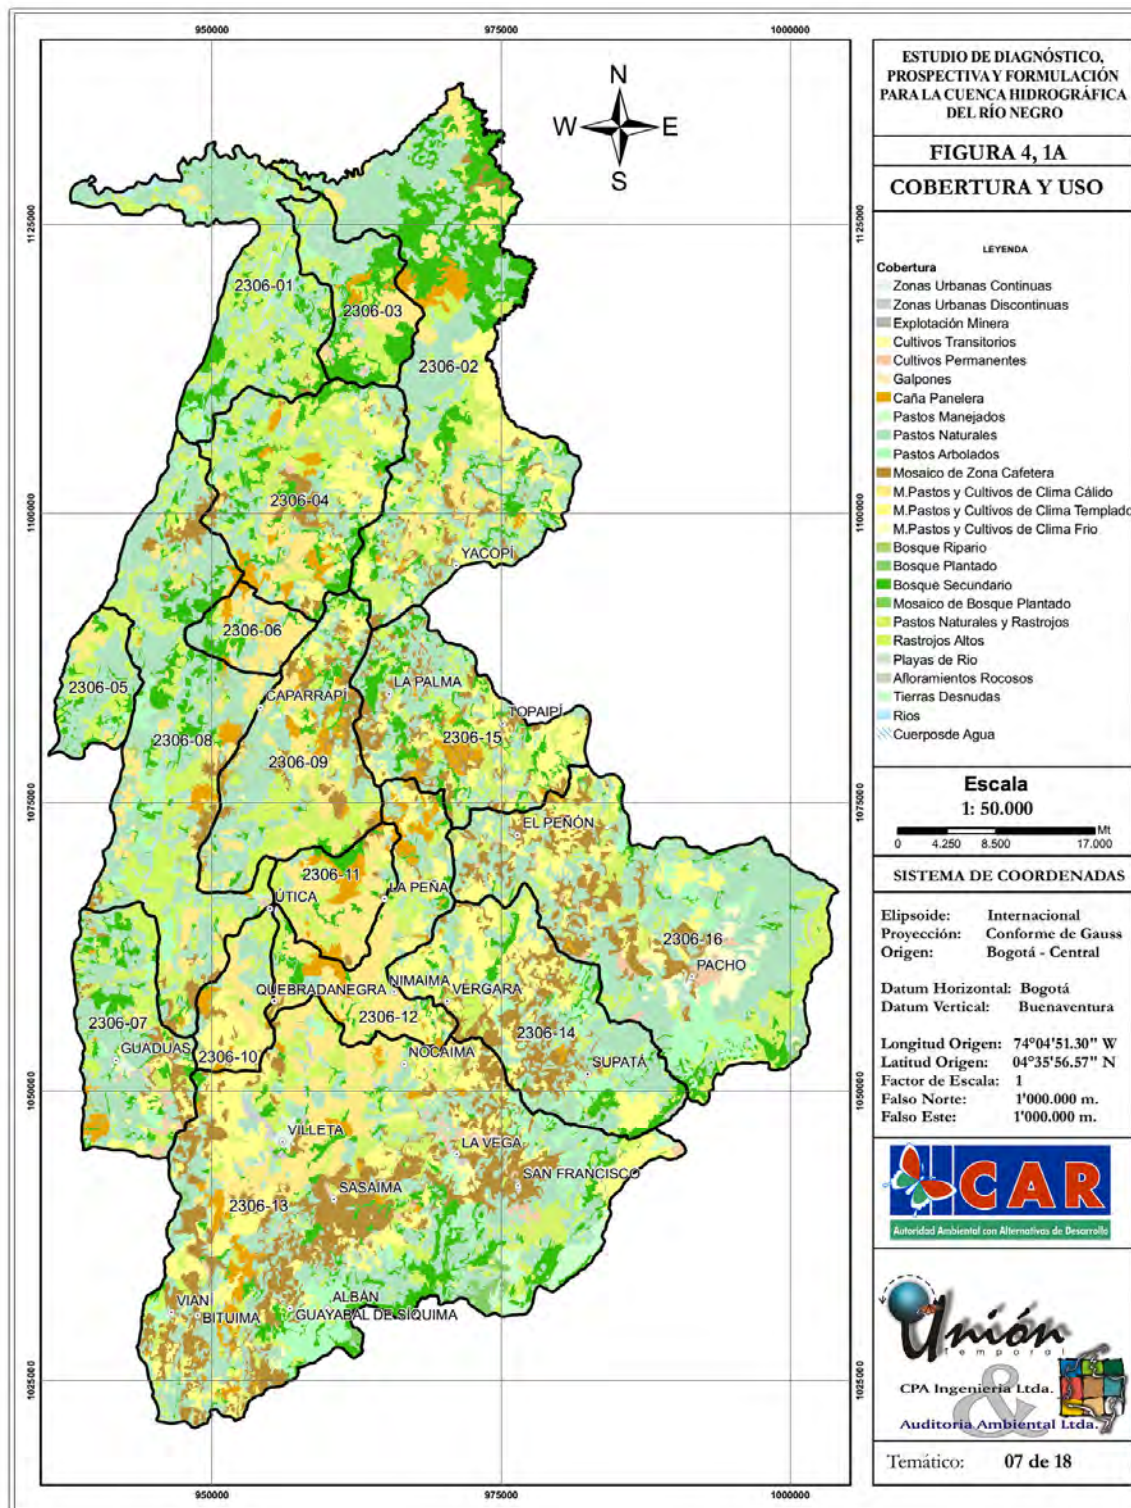 950000
975000
1000000
N
W E
S
1125000
1125000
2306-01
2306-03
2306-02
2306-04
1100000
1100000
YACOPÍ
2306-06
2306-05
LA PALMA
CAPARRAPÍ
TOPAIPÍ
2306-08
2306-15
2306-09
1075000
1075000
EL PEÑÓN
2306-11
ÚTICA
LA PEÑA
2306-16
PACHO
QUEBRADANEGRA
NIMAIMA
VERGARA
2306-07
2306-12
2306-14
GUADUAS
2306-10
NOCAIMA
SUPATÁ
1050000
1050000
VILLETA
LA VEGA
SAN FRANCISCO
SASAIMA
2306-13
ALBÁN
VIANI
BITUIMA
GUAYABAL DE SÍQUIMA
1025000
1025000
950000
975000
1000000
ESTUDIO DE DIAGNÓSTICO,
PROSPECTIVA Y FORMULACIÓN
PARA LA CUENCA HIDROGRÁFICA
DEL RÍO NEGRO
FIGURA 4, 1A
COBERTURA Y USO
LEYENDA
Cobertura
Zonas Urbanas Continuas
Zonas Urbanas Discontinuas
Explotación Minera
Cultivos Transitorios
Cultivos Permanentes
Galpones
Caña Panelera
Pastos Manejados
Pastos Naturales
Pastos Arbolados
Mosaico de Zona Cafetera
M.Pastos y Cultivos de Clima Cálido
M.Pastos y Cultivos de Clima Templado
M.Pastos y Cultivos de Clima Frio
Bosque Ripario
Bosque Plantado
Bosque Secundario
Mosaico de Bosque Plantado
Pastos Naturales y Rastrojos
Rastrojos Altos
Playas de Rio
Afloramientos Rocosos
Tierras Desnudas
Rios
Cuerposde Agua
Escala
1: 50.000
Mt
0 4.250 8.500 17.000
SISTEMA DE COORDENADAS
Elipsoide: Internacional
Proyección: Conforme de Gauss
Origen: Bogotá - Central
Datum Horizontal: Bogotá
Datum Vertical: Buenaventura
Longitud Origen: 74°04'51.30" W
Latitud Origen: 04°35'56.57" N
Factor de Escala: 1
Falso Norte: 1'000.000 m.
Falso Este: 1'000.000 m.
CAR
Autoridad Ambiental con Alternativas de Desarrollo
Unión
Temporal
CPA Ingenieria Ltda.
&
Auditoria Ambiental Ltda.
Temático: 07 de 18